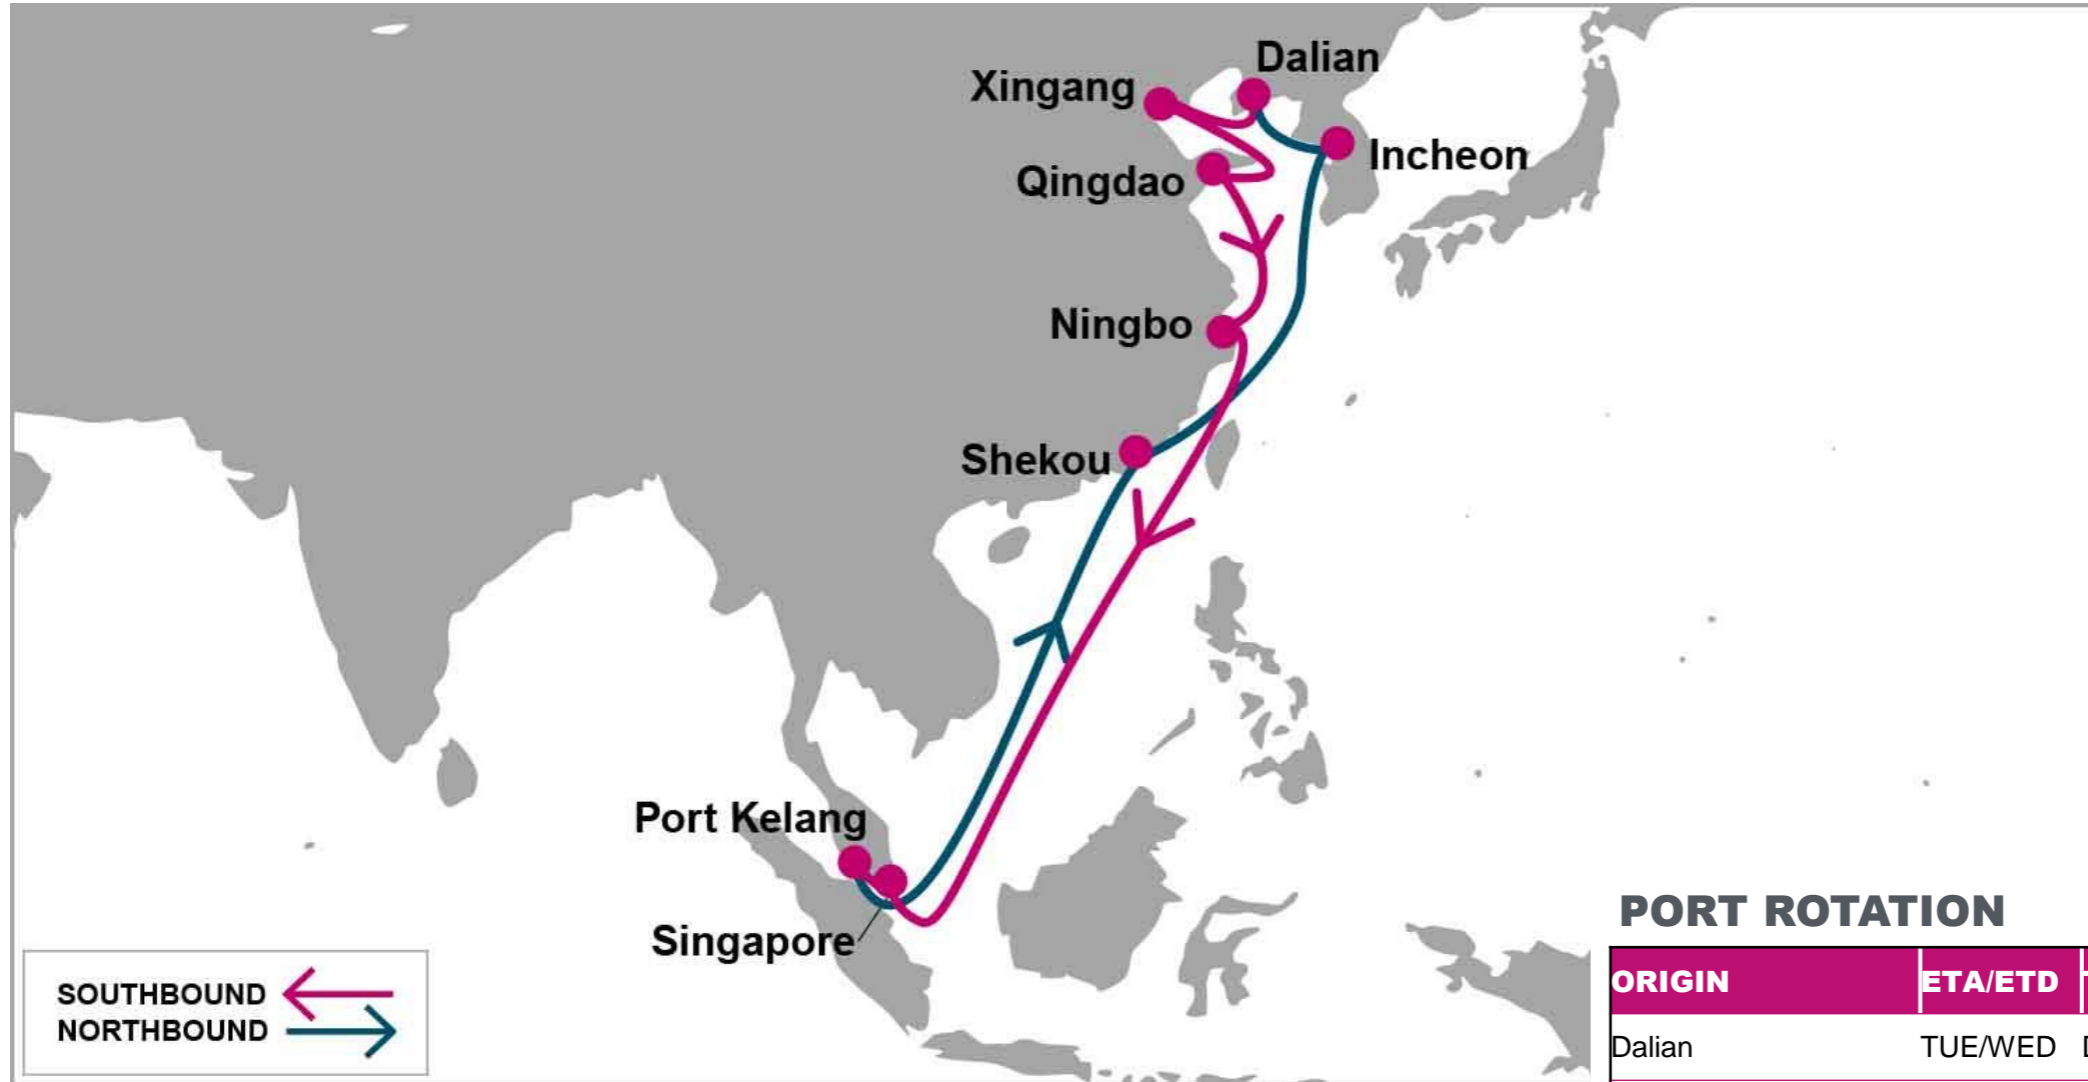 Dalian
Xingang
Incheon
Qingdao
Ningbo
Shekou
Port Kelang
Singapore
SOUTHBOUND
NORTHBOUND
PORT ROTATION
ORIGIN ETA/ETD
Dalian TUE/WED